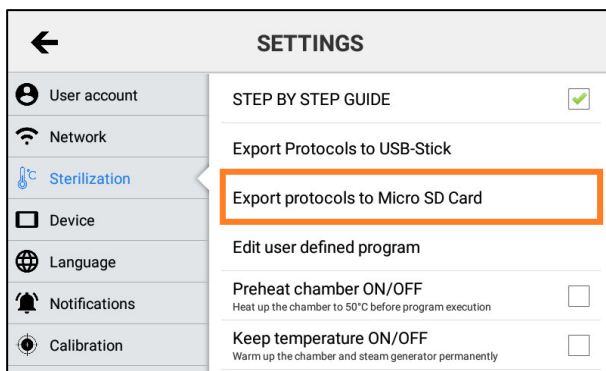 SETTINGS
User account
Network
Sterilization
Device
Language
Notifications
Calibration
STEP BY STEP GUIDE
Export Protocols to USB-Stick
Export protocols to Micro SD Card
Edit user defined program
Preheat chamber ON/OFF
Heat up the chamber to 50°C before program execution
Keep temperature ON/OFF
Warm up the chamber and steam generator permanently